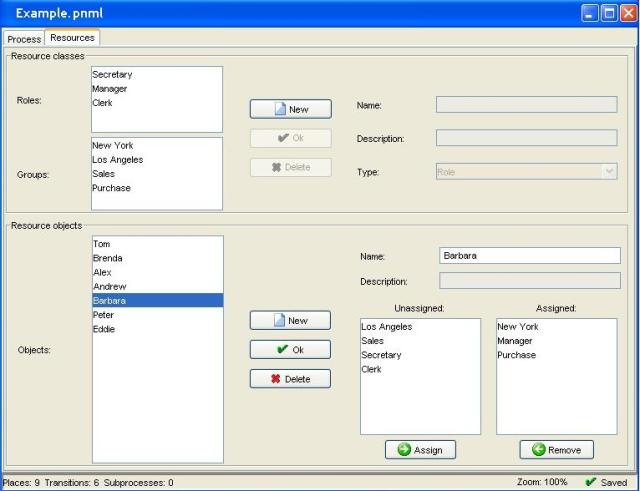 Example.pnml
Process Resources
Resource classes
Roles:
Secretary
Manager
Clerk
Groups:
New York
Los Angeles
Sales
Purchase
New
Ok
Delete
Name:
Description:
Type: Role
Resource objects
Objects:
Tom
Brenda
Alex
Andrew
Barbara
Peter
Eddie
New
Ok
Delete
Name: Barbara
Description:
Unassigned:
Los Angeles
Sales
Secretary
Clerk
Assign
Assigned:
New York
Manager
Purchase
Remove
Places: 9 Transitions: 6 Subprocesses: 0 Zoom: 100% Saved